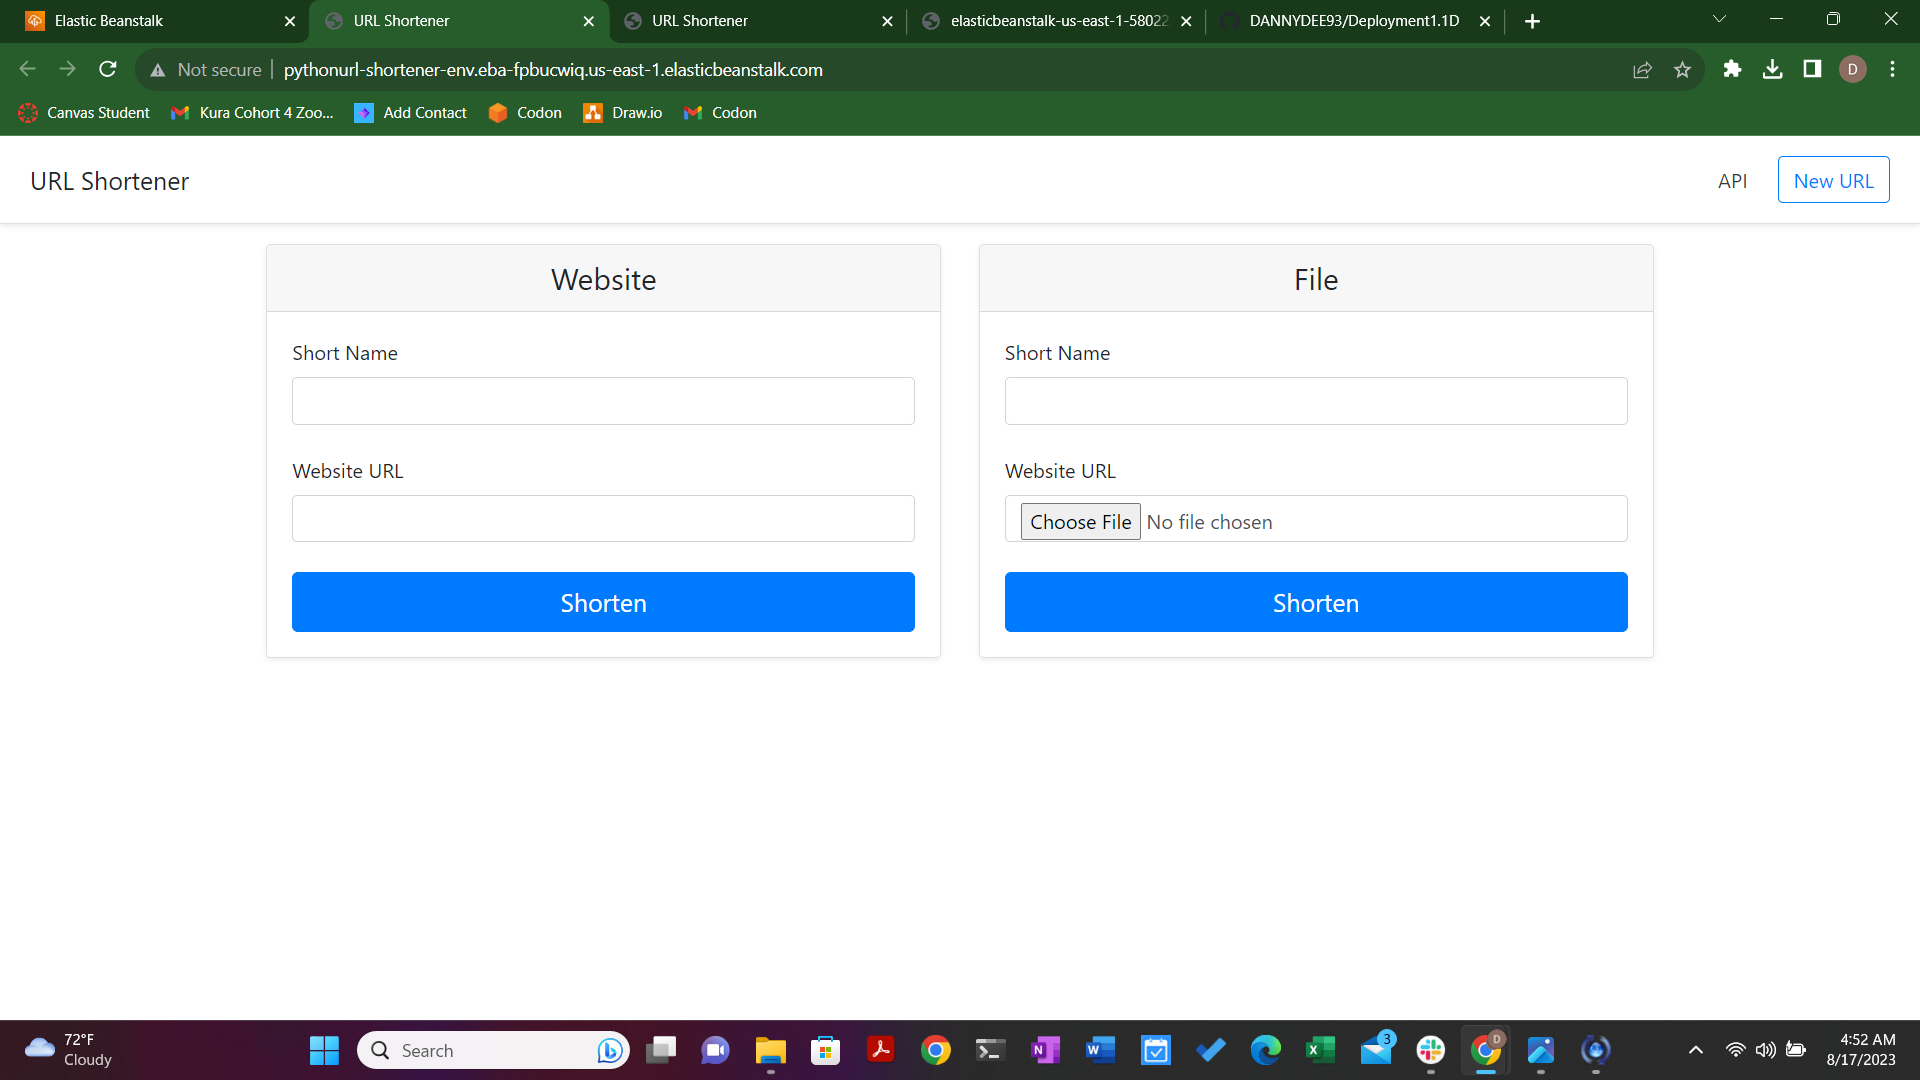 Elastic Beanstalk
URL Shortener
URL Shortener
elasticbeanstalk-us-east-1-58022
DANNYDEE93/Deployment1.1D
Not secure
pythonurl-shortener-env.eba-fpbucwiq.us-east-1.elasticbeanstalk.com
D
Canvas Student
Kura Cohort 4 Zoo...
Add Contact
Codon
Draw.io
Codon
URL Shortener
API
New URL
Website
Short Name
Website URL
Shorten
File
Short Name
Website URL
Choose File No file chosen
Shorten
72°F
Cloudy
Search
3
D
4:52 AM
8/17/2023